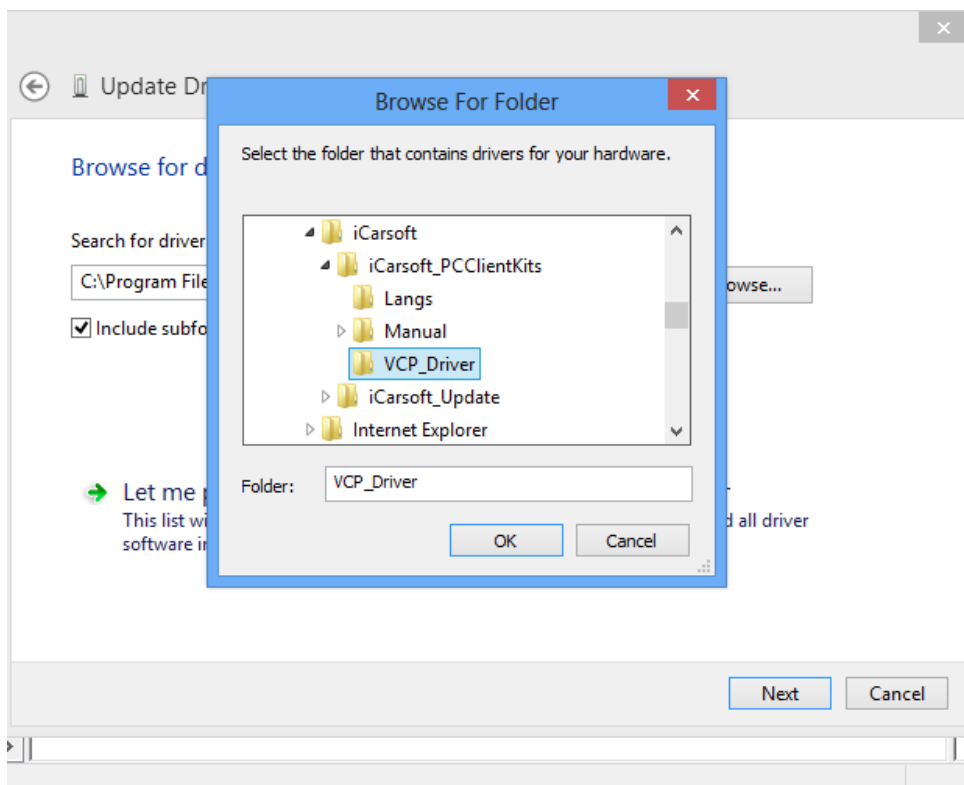 Update Dr
Browse For Folder
Browse for d
Select the folder that contains drivers for your hardware.
Search for driver
C:\Program File
owse...
Include subfo
iCarsoft
iCarsoft_PCClientKits
Langs
Manual
VCP_Driver
iCarsoft_Update
Internet Explorer
Folder:
VCP_Driver
OK
Cancel
Let me
This list wi
d all driver
software in
Next
Cancel